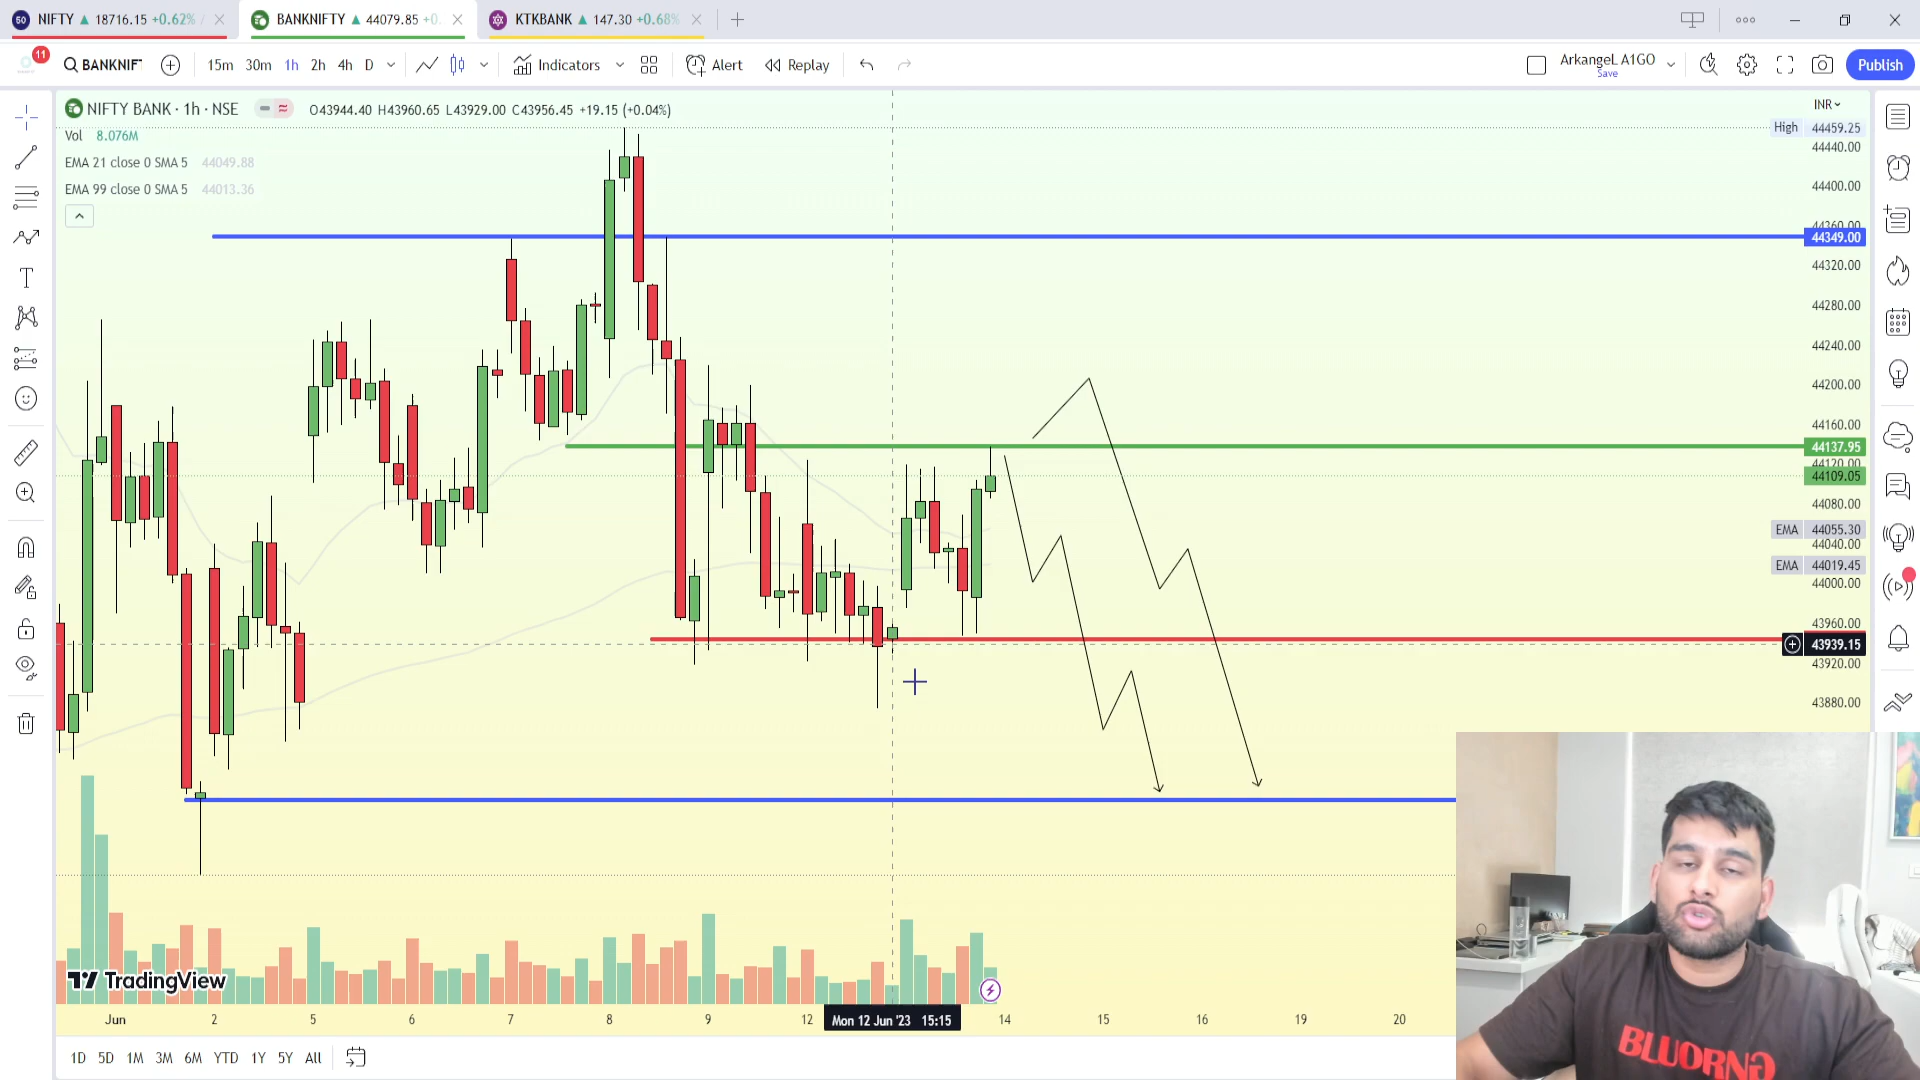 NIFTY ▲ 18716.15 +0.62%
BANKNIFTY ▲ 44079.85 +0.
KTKBANK ▲ 147.30 +0.68%
11
BANKNIF
15m 30m 1h 2h 4h D
Indicators
Alert
Replay
ArkangeL A1GO
Save
Publish
NIFTY BANK · 1h · NSE
O43944.40 H43960.65 L43929.00 C43956.45 +19.15 (+0.04%)
Vol 8.076M
EMA 21 close 0 SMA 5 44049.88
EMA 99 close 0 SMA 5 44013.36
INR
High 44459.25
44440.00
44400.00
44360.00
44349.00
44320.00
44280.00
44240.00
44200.00
44160.00
44137.95
44120.00
44109.05
44080.00
EMA 44055.30
44040.00
EMA 44019.45
44000.00
43960.00
43939.15
43920.00
43880.00
TradingView
Jun 2 5 6 7 8 9 12 Mon 12 Jun '23 15:15 14 15 16 19 20
1D 5D 1M 3M 6M YTD 1Y 5Y All
BLUORNG